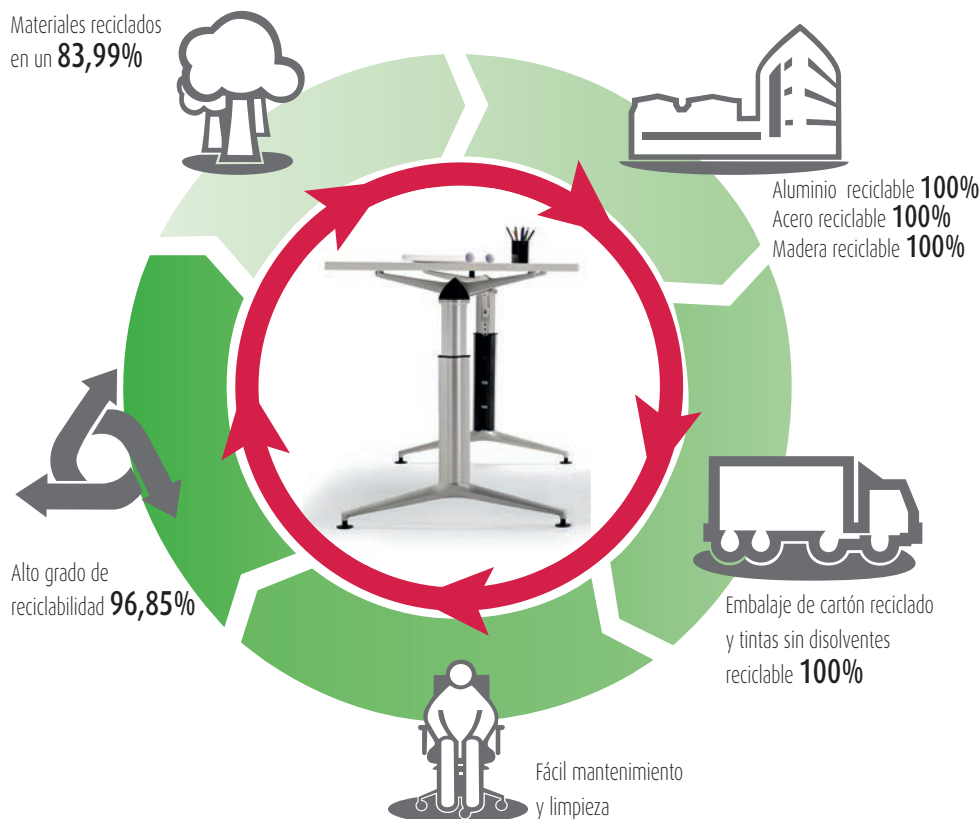 Materiales reciclados
en un 83,99%
Aluminio reciclable 100%
Acero reciclable 100%
Madera reciclable 100%
Embalaje de cartón reciclado
y tintas sin disolventes
reciclable 100%
Fácil mantenimiento
y limpieza
Alto grado de
reciclabilidad 96,85%